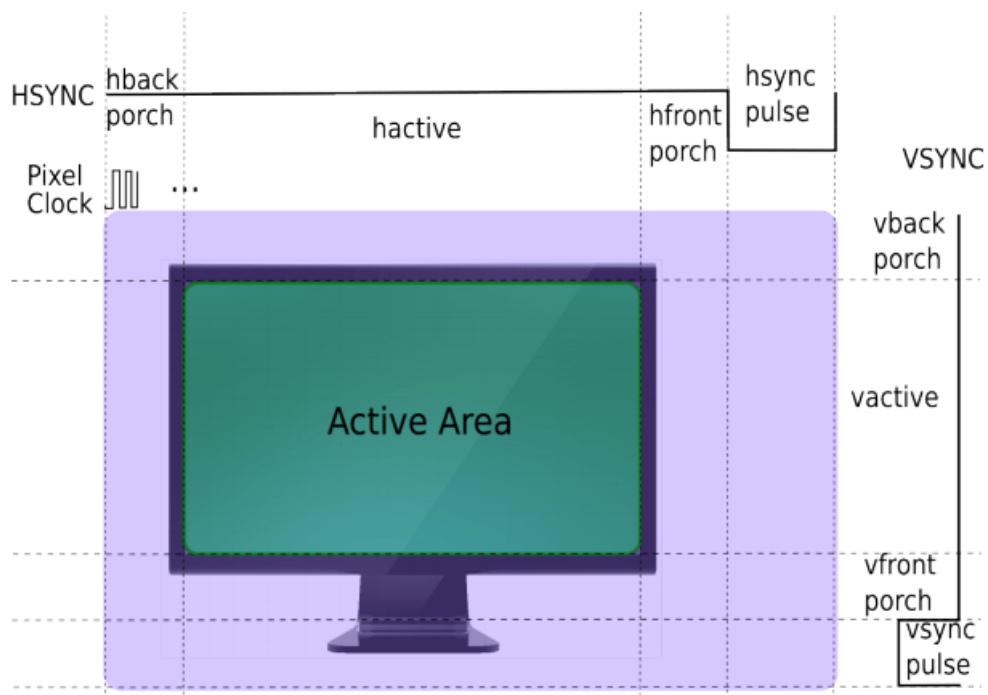 HSYNC
hback
porch
hactive
hfront
porch
hsync
pulse
VSYNC
Pixel
Clock
...
vback
porch
vactive
Active Area
vfront
porch
vsync
pulse